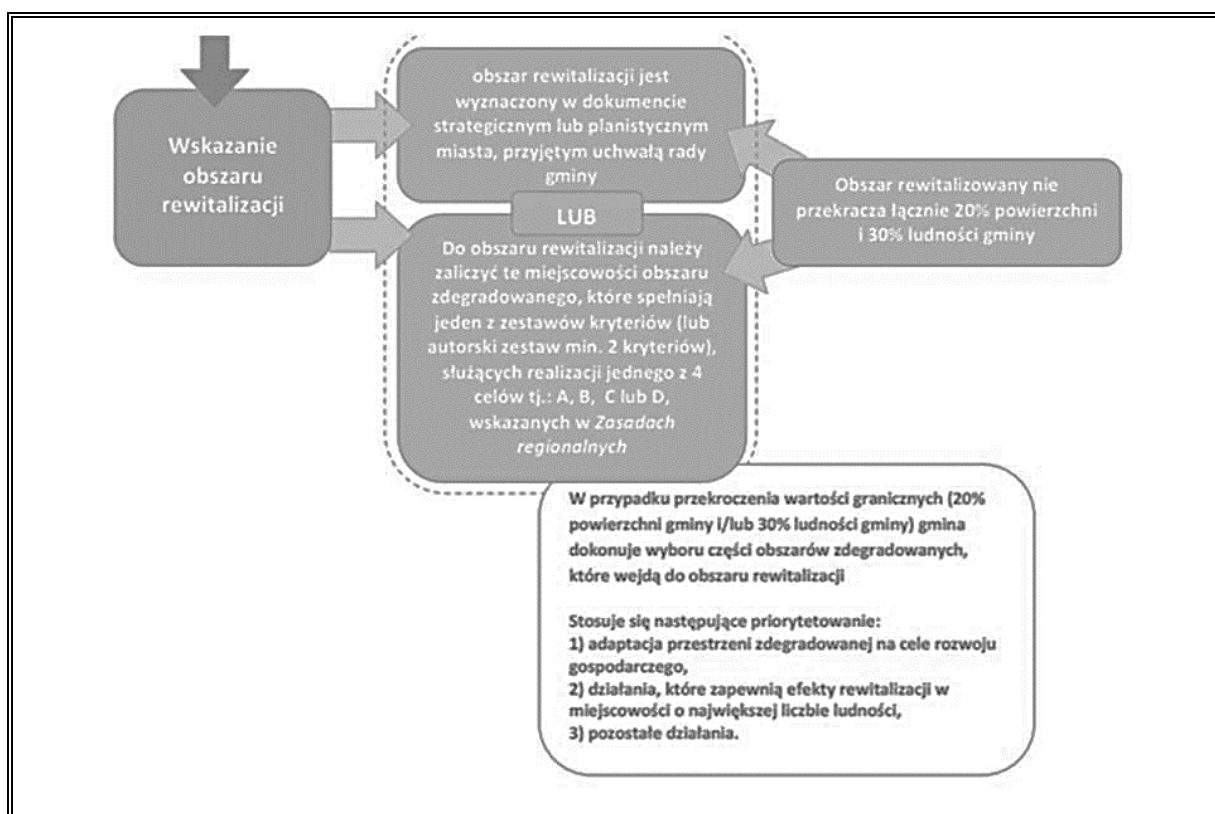 Wskazanie
obszaru
rewitalizacji
obszar rewitalizacji jest
wyznaczony w dokumencie
strategicznym lub planistycznym
miasta, przyjętym uchwałą rady
gminy
LUB
Do obszaru rewitalizacji należy
zaliczyć te miejscowości obszaru
zdegradowanego, które spełniają
jeden z zestawów kryteriów (lub
autorski zestaw min. 2 kryteriów),
służących realizacji jednego z 4
celów tj.: A, B, C lub D,
wskazanych w Zasadach
regionalnych
Obszar rewitalizowany nie
przekracza łącznie 20% powierzchni
i 30% ludności gminy
W przypadku przekroczenia wartości granicznych (20%
powierzchni gminy i/lub 30% ludności gminy) gmina
dokonuje wyboru części obszarów zdegradowanych,
które wejdą do obszaru rewitalizacji
Stosuje się następujące priorytetowanie:
1) adaptacja przestrzeni zdegradowanej na cele rozwoju
gospodarczego,
2) działania, które zapewnią efekty rewitalizacji w
miejscowości o największej liczbie ludności,
3) pozostałe działania.